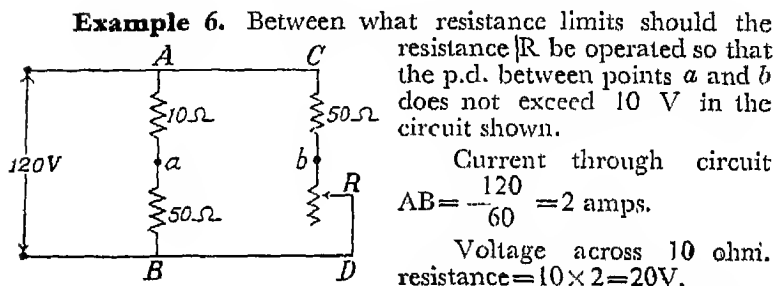 Example 6. Between what resistance limits should the
resistance |R be operated so that
the p.d. between points a and b
does not exceed 10 V in the
circuit shown.
Current through circuit
AB= 120/60 =2 amps.
Voltage across 10 ohm.
resistance=10×2=20V.
A
C
10Ω
50Ω
120V
a
b
R
50Ω
B
D